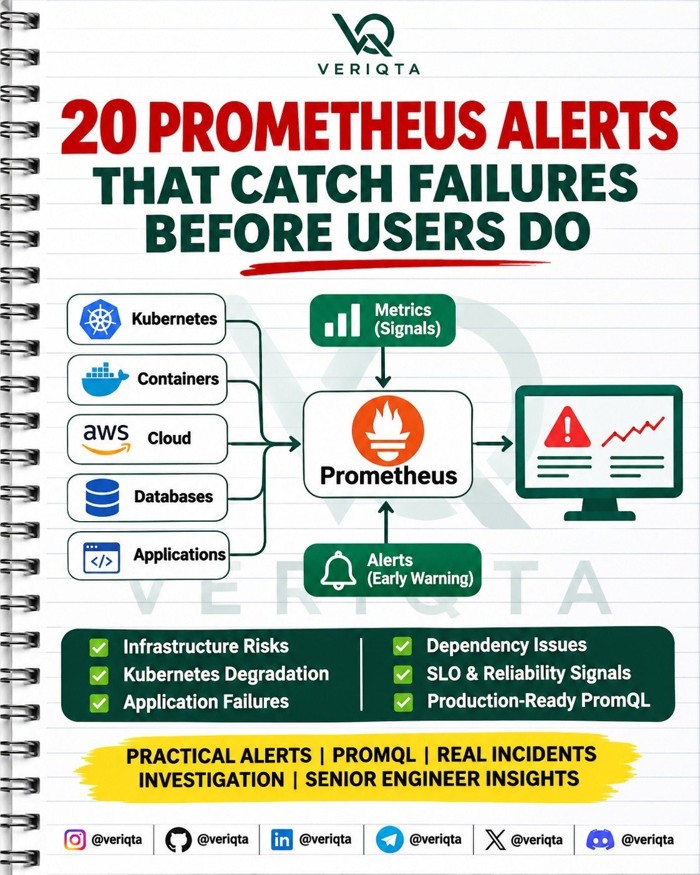 VERIQTA
20 PROMETHEUS ALERTS
THAT CATCH FAILURES
BEFORE USERS DO
Kubernetes
Containers
aws
Cloud
Databases
</>
Applications
Metrics
(Signals)
Prometheus
Alerts
(Early Warning)
VERIQTA
Infrastructure Risks
Kubernetes Degradation
Application Failures
Dependency Issues
SLO & Reliability Signals
Production-Ready PromQL
PRACTICAL ALERTS | PROMQL | REAL INCIDENTS
INVESTIGATION | SENIOR ENGINEER INSIGHTS
@veriqta
@veriqta
@veriqta
@veriqta
@veriqta
@veriqta